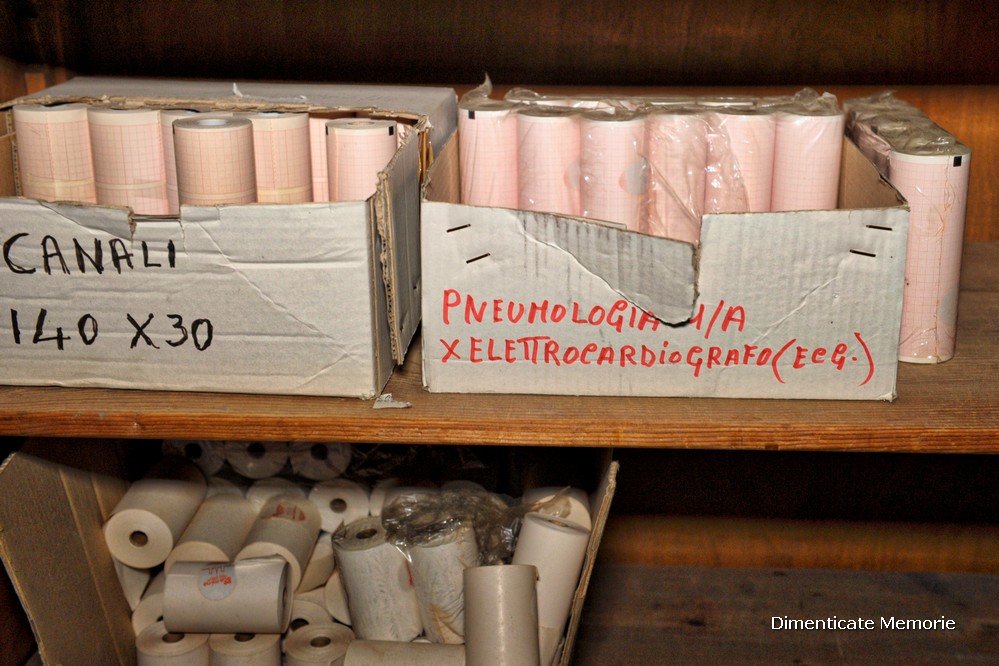 CANALI
140 X30
PNEUMOLOGIA U/A
X ELETTROCARDIOGRAFO (ECG.)
Dimenticate Memorie